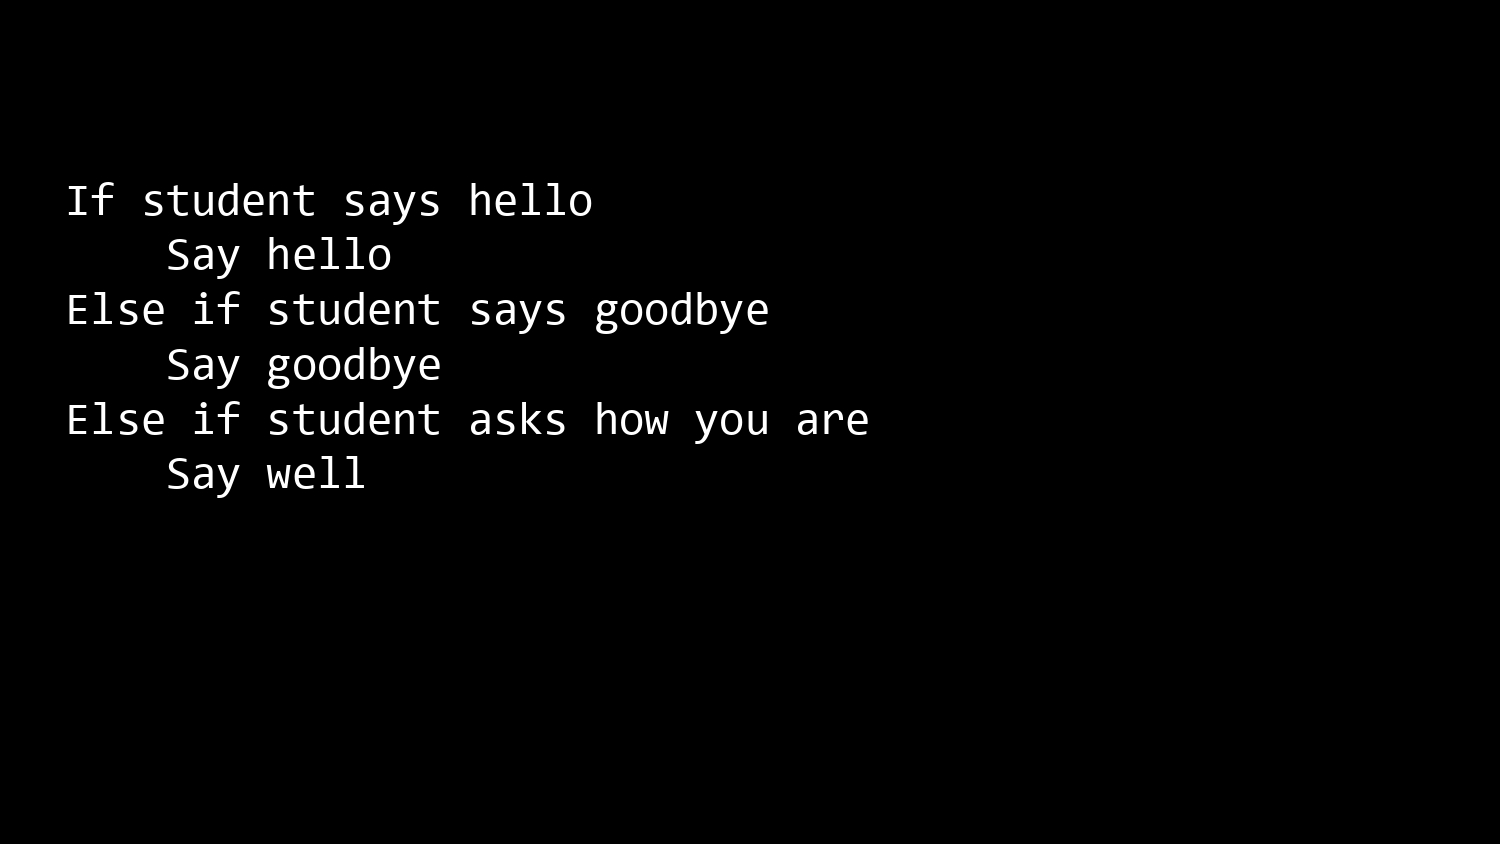 If student says hello
    Say hello
Else if student says goodbye
    Say goodbye
Else if student asks how you are
    Say well